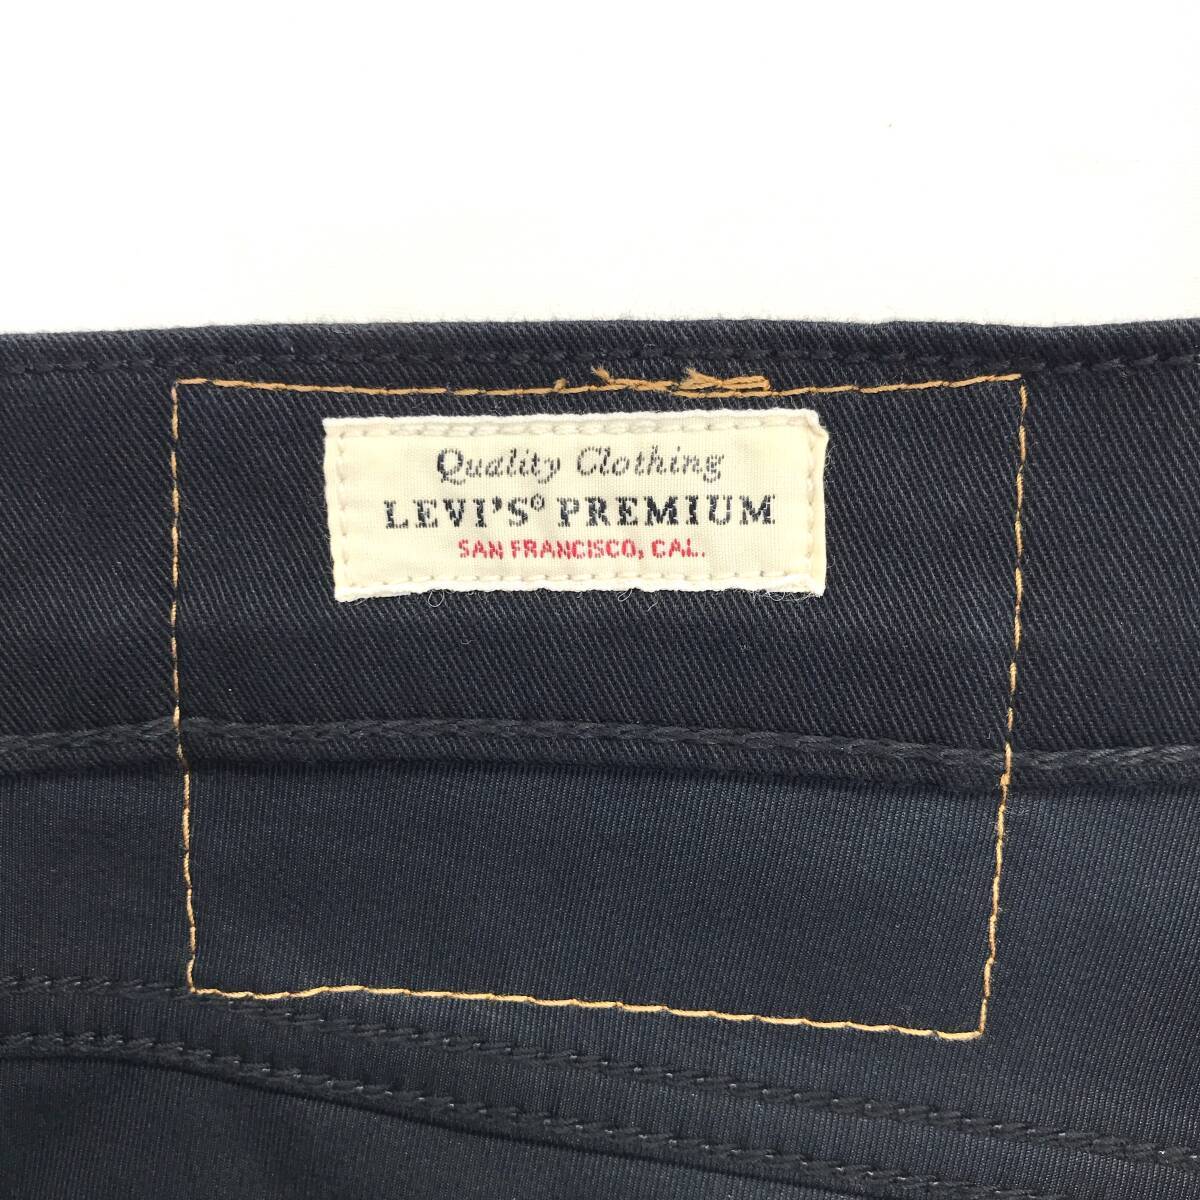 Quality Clothing
LEVI'S® PREMIUM
SAN FRANCISCO, CAL.